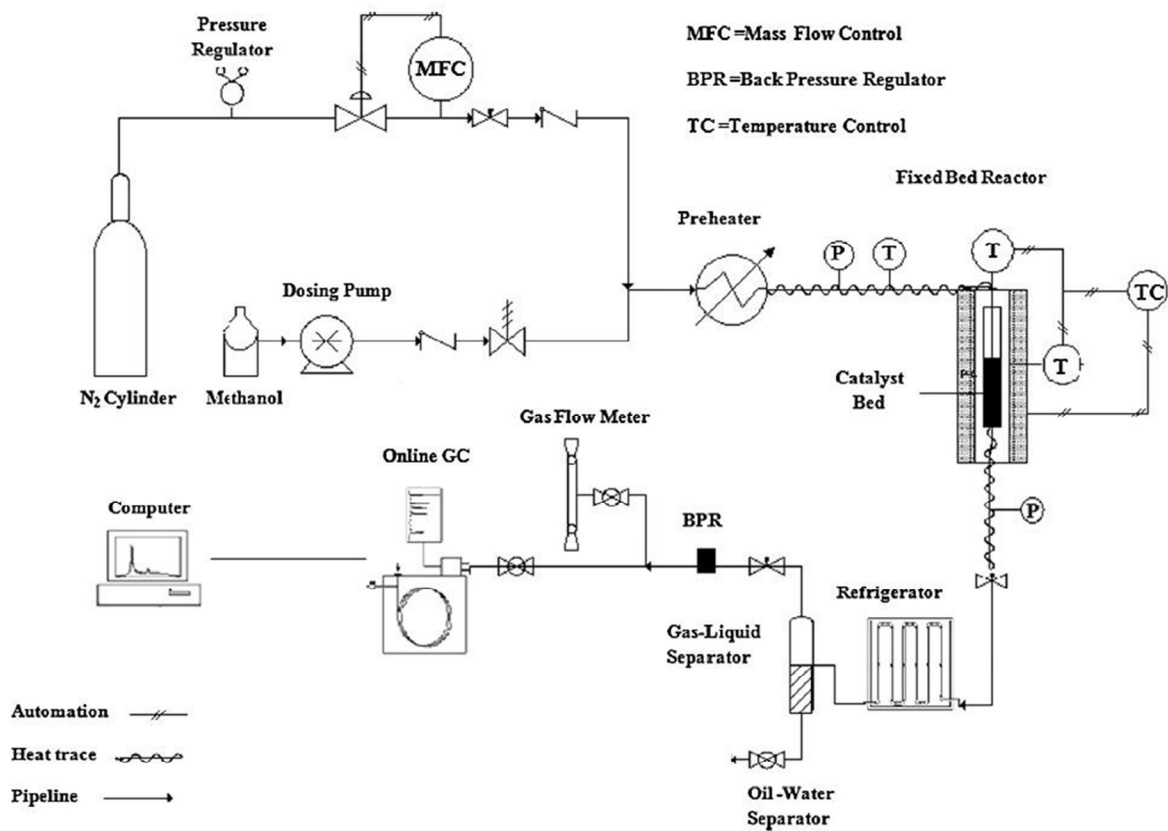 Pressure
Regulator
MFC
MFC =Mass Flow Control
BPR =Back Pressure Regulator
TC =Temperature Control
Fixed Bed Reactor
Preheater
P
T
T
TC
T
Dosing Pump
N₂ Cylinder
Methanol
Catalyst
Bed
Gas Flow Meter
Online GC
Computer
BPR
P
Refrigerator
Gas-Liquid
Separator
Automation
Heat trace
Pipeline
Oil -Water
Separator